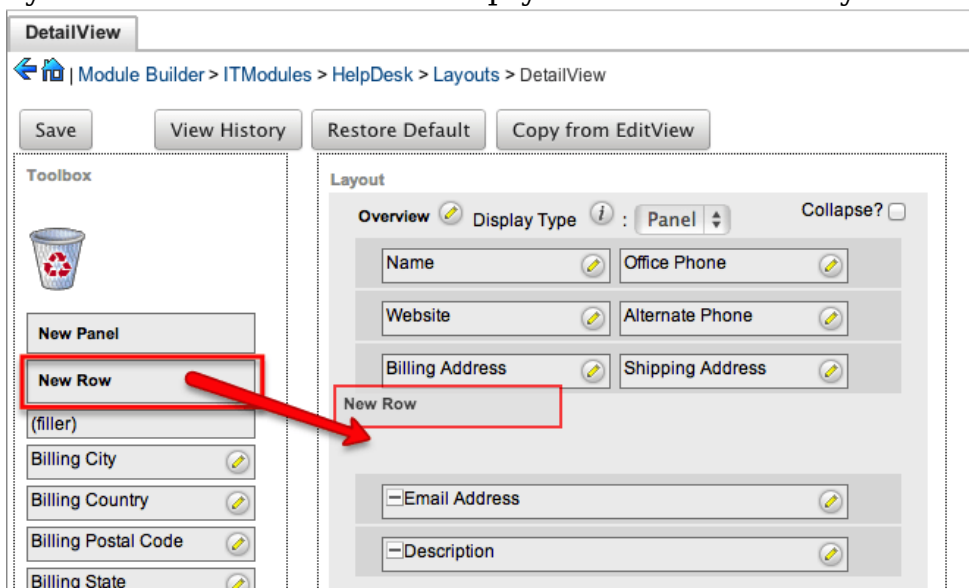 DetailView
| Module Builder > ITModules > HelpDesk > Layouts > DetailView
Save View History Restore Default Copy from EditView
Toolbox
Layout
Overview Display Type i : Panel Collapse?
Name Office Phone
Website Alternate Phone
Billing Address Shipping Address
New Panel
New Row
New Row
(filler)
Billing City
Billing Country
Billing Postal Code
Billing State
Email Address
Description